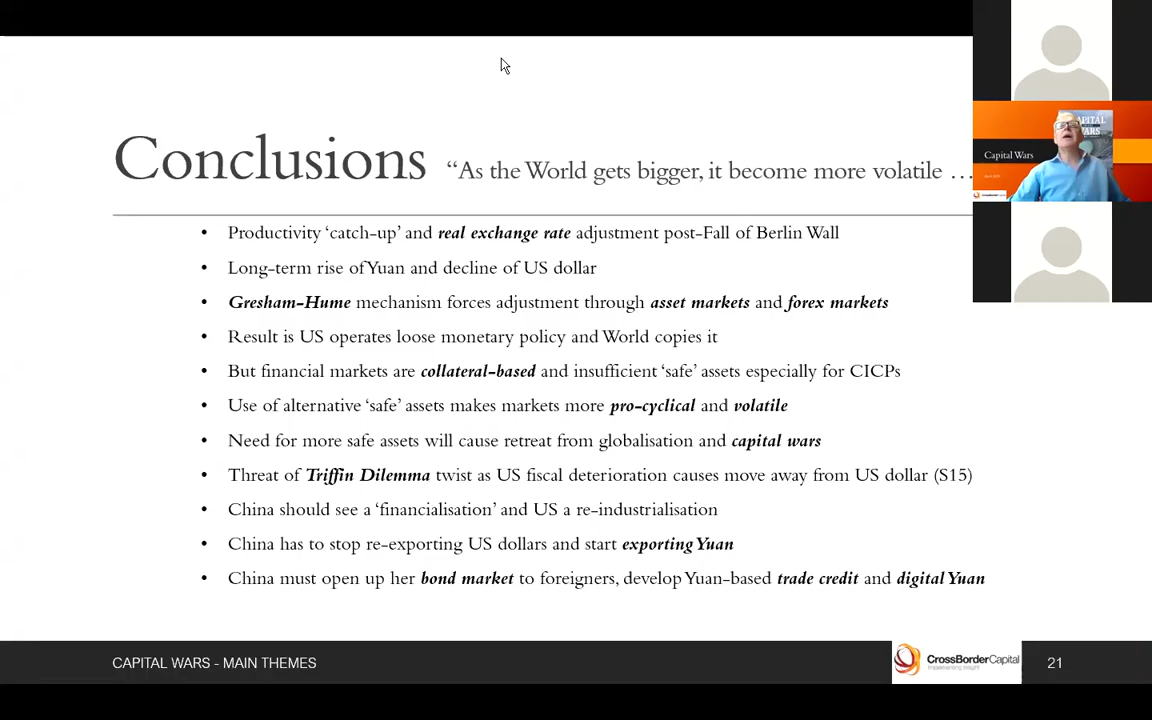 Conclusions “As the World gets bigger, it become more volatile …
• Productivity ‘catch-up’ and real exchange rate adjustment post-Fall of Berlin Wall
• Long-term rise of Yuan and decline of US dollar
• Gresham-Hume mechanism forces adjustment through asset markets and forex markets
• Result is US operates loose monetary policy and World copies it
• But financial markets are collateral-based and insufficient ‘safe’ assets especially for CICPs
• Use of alternative ‘safe’ assets makes markets more pro-cyclical and volatile
• Need for more safe assets will cause retreat from globalisation and capital wars
• Threat of Triffin Dilemma twist as US fiscal deterioration causes move away from US dollar (S15)
• China should see a ‘financialisation’ and US a re-industrialisation
• China has to stop re-exporting US dollars and start exporting Yuan
• China must open up her bond market to foreigners, develop Yuan-based trade credit and digital Yuan
CAPITAL WARS - MAIN THEMES
CrossBorderCapital
21
CAPITAL
WARS
Capital Wars